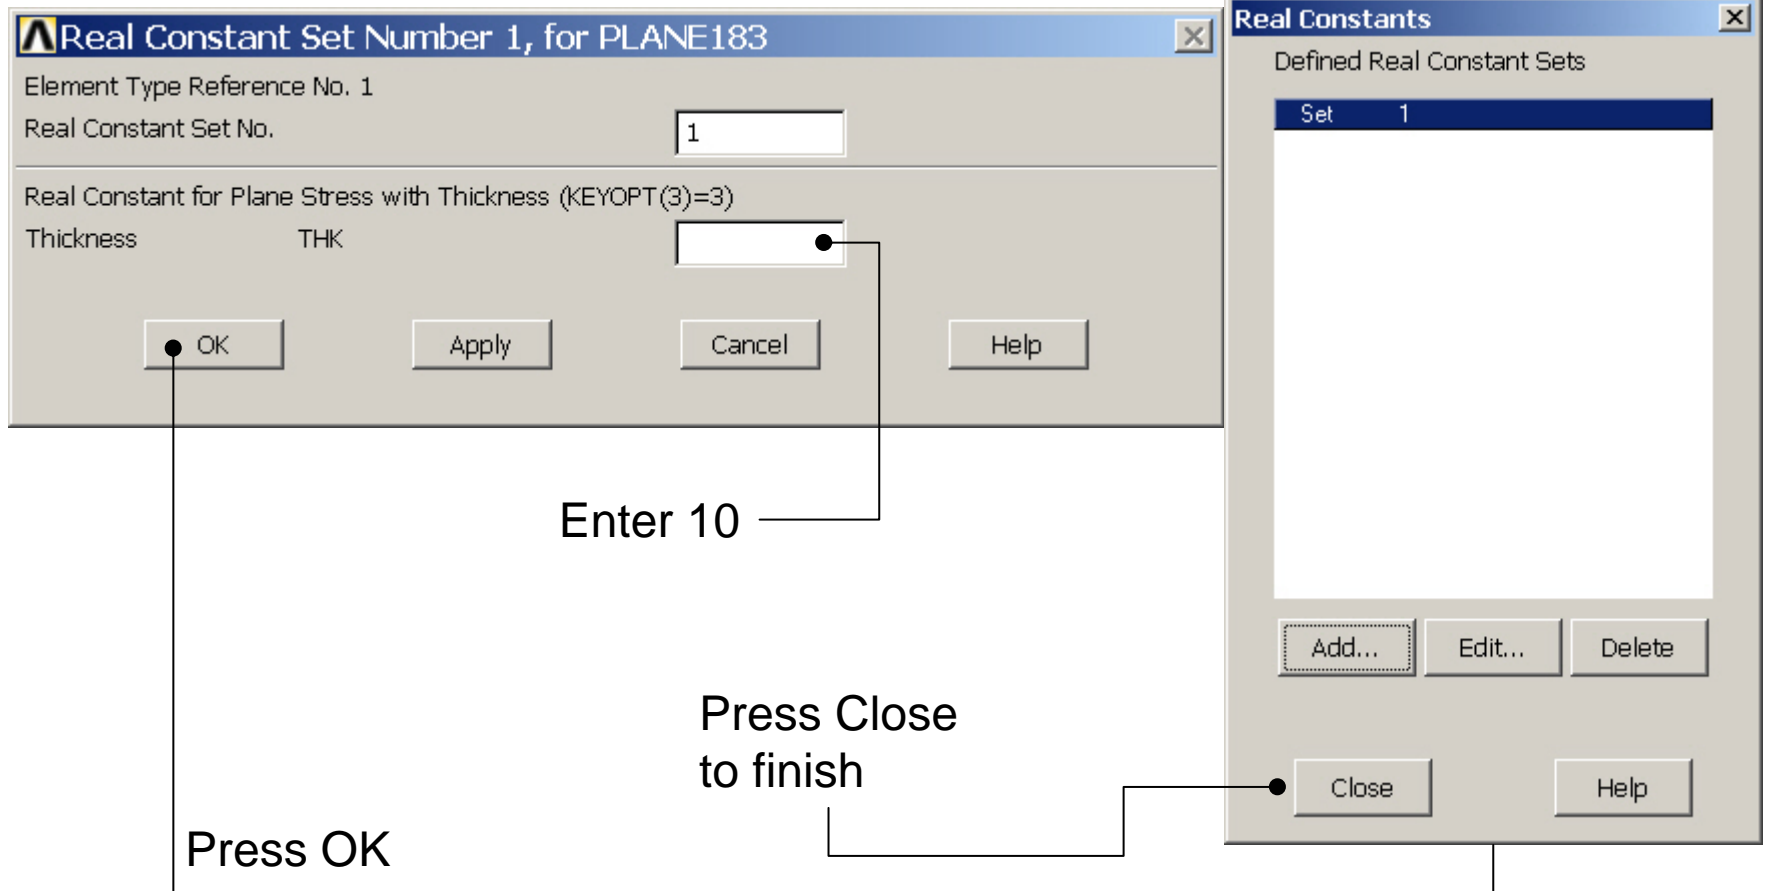 Real Constant Set Number 1, for PLANE183
Element Type Reference No. 1
Real Constant Set No. 1
Real Constant for Plane Stress with Thickness (KEYOPT(3)=3)
Thickness THK
OK Apply Cancel Help
Enter 10
Press OK
Real Constants
Defined Real Constant Sets
Set 1
Add... Edit... Delete
Close Help
Press Close
to finish